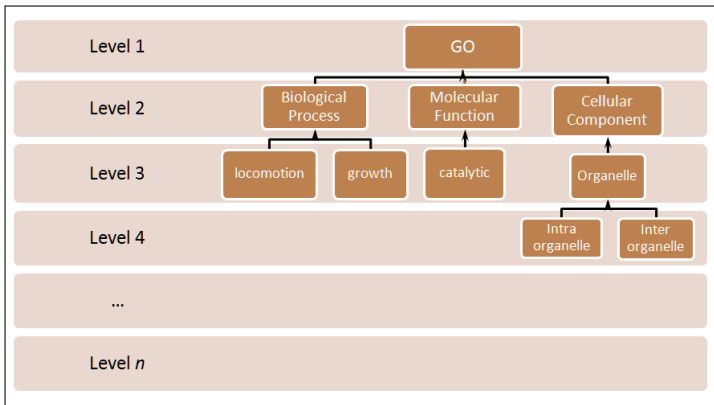 Level 1
GO
Level 2
Biological
Process
Molecular
Function
Cellular
Component
Level 3
locomotion
growth
catalytic
Organelle
Level 4
Intra
organelle
Inter
organelle
...
Level n